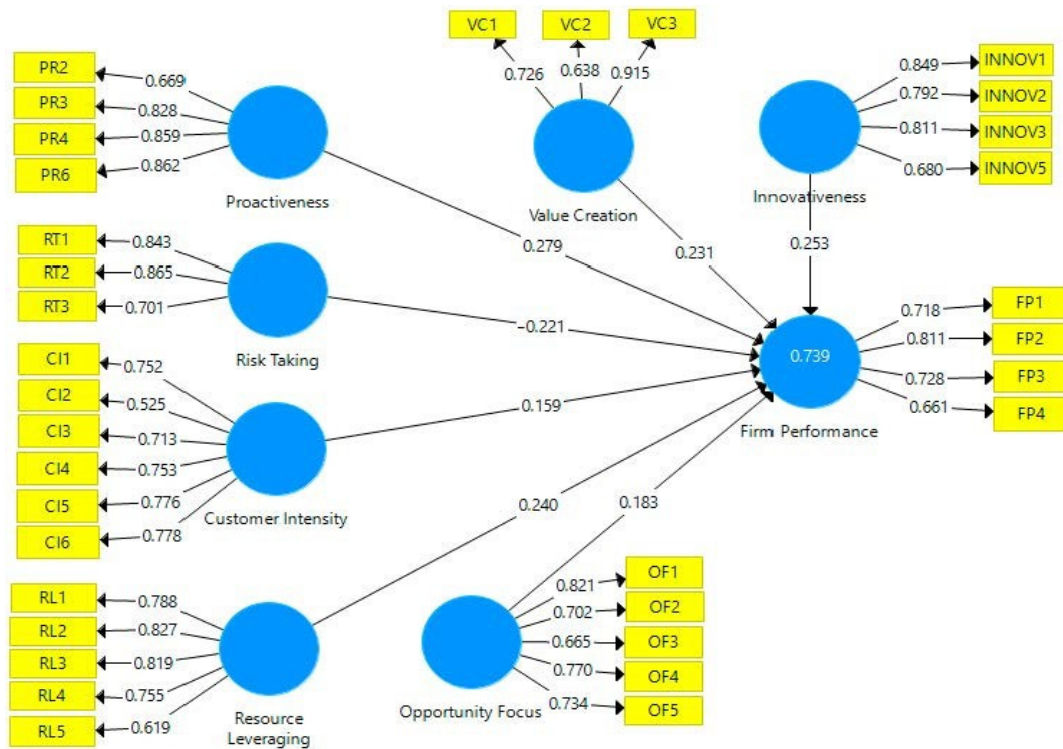 VC1
VC2
VC3
0.726
0.638
0.915
PR2
PR3
PR4
PR6
0.669
0.828
0.859
0.862
Proactiveness
Value Creation
INNOV1
INNOV2
INNOV3
INNOV5
0.849
0.792
0.811
0.680
Innovativeness
0.279
0.231
0.253
RT1
RT2
RT3
0.843
0.865
0.701
Risk Taking
-0.221
0.739
Firm Performance
FP1
FP2
FP3
FP4
0.718
0.811
0.728
0.661
CI1
CI2
CI3
CI4
CI5
CI6
0.752
0.525
0.713
0.753
0.776
0.778
Customer Intensity
0.159
0.240
0.183
RL1
RL2
RL3
RL4
RL5
0.788
0.827
0.819
0.755
0.619
Resource
Leveraging
Opportunity Focus
0.821
0.702
0.665
0.770
0.734
OF1
OF2
OF3
OF4
OF5